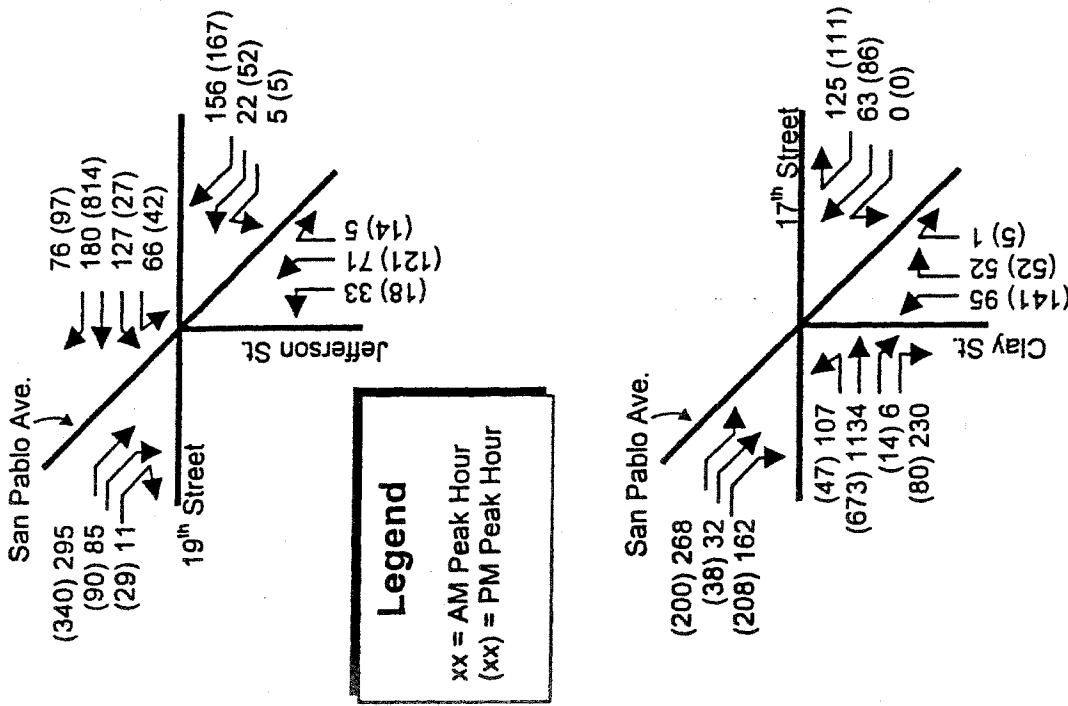 San Pablo Ave.
76 (97)
180 (814)
127 (27)
66 (42)
156 (167)
22 (52)
5 (5)
(340) 295
(90) 85
(29) 11
19th Street
Jefferson St.
(18) 33
(121) 71
(14) 5
Legend
xx = AM Peak Hour
(xx) = PM Peak Hour
San Pablo Ave.
(200) 268
(38) 32
(208) 162
17th Street
125 (111)
63 (86)
0 (0)
(47) 107
(673) 1134
(14) 6
(80) 230
Clay St.
(141) 95
(52) 52
(5) 1